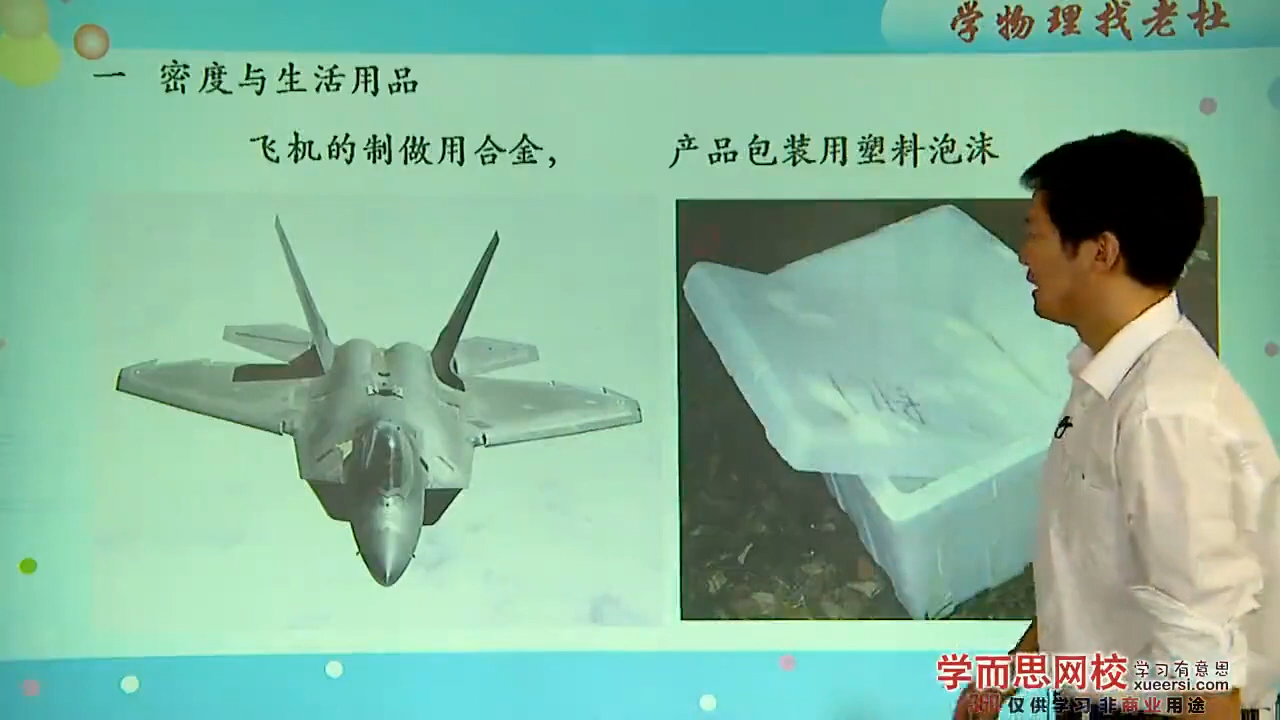 学物理找老杜
一 密度与生活用品
飞机的制做用合金，
产品包装用塑料泡沫
学而思网校
学习有意思
xueersi.com
360 仅供学习 非商业用途